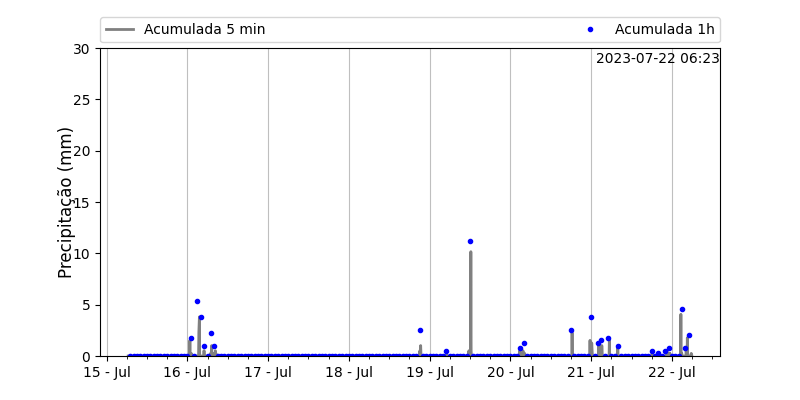 Acumulada 5 min
Acumulada 1h
2023-07-22 06:23
Precipitação (mm)
30
25
20
15
10
5
0
15 - Jul
16 - Jul
17 - Jul
18 - Jul
19 - Jul
20 - Jul
21 - Jul
22 - Jul